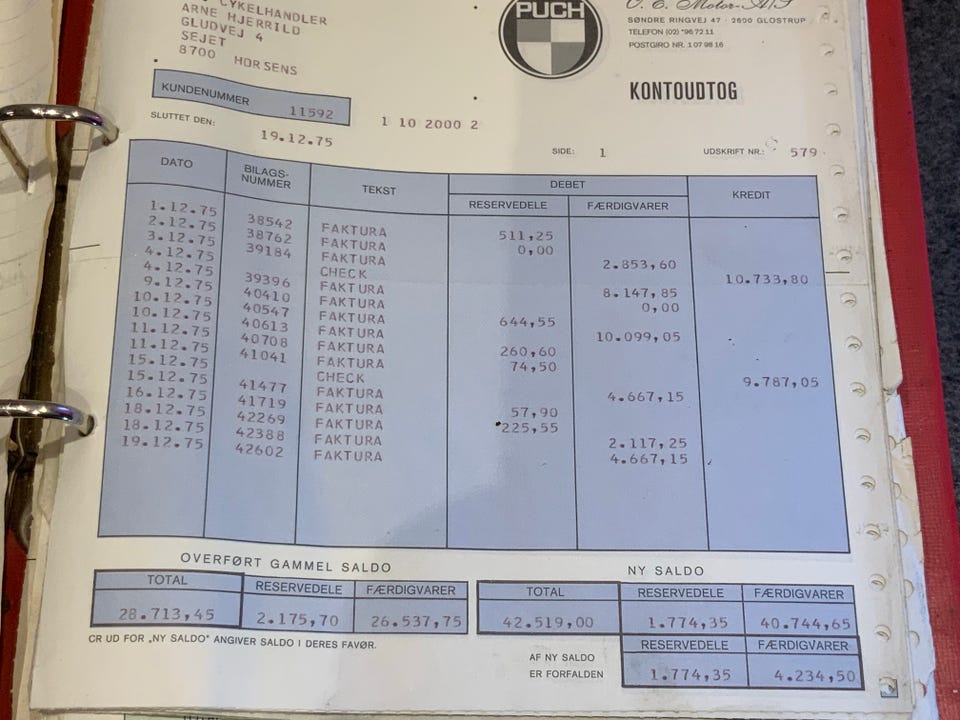 CYKELHANDLER
ARNE HJERRILD
GLUDVEJ 4
SEJET
8700 HORSENS
PUCH
V. E. Motor-A/S
SØNDRE RINGVEJ 47 · 2600 GLOSTRUP
TELEFON (02) *96 72 11
POSTGIRO NR. 1 07 98 16
KONTOUDTOG
KUNDENUMMER 11592
1 10 2000 2
SLUTTET DEN: 19.12.75
SIDE: 1 UDSKRIFT NR.: 579
DATO BILAGS-NUMMER TEKST DEBET KREDIT
RESERVEDELE FÆRDIGVARER
1.12.75 38542 FAKTURA 511,25
2.12.75 38762 FAKTURA 0,00
3.12.75 39184 FAKTURA 2.853,60
4.12.75 CHECK 10.733,80
4.12.75 39396 FAKTURA 8.147,85
9.12.75 40410 FAKTURA 0,00
10.12.75 40547 FAKTURA 644,55
10.12.75 40613 FAKTURA 10.099,05
11.12.75 40708 FAKTURA 260,60
11.12.75 41041 FAKTURA 74,50
15.12.75 CHECK 9.787,05
15.12.75 41477 FAKTURA 4.667,15
16.12.75 41719 FAKTURA 57,90
18.12.75 42269 FAKTURA 225,55
18.12.75 42388 FAKTURA 2.117,25
19.12.75 42602 FAKTURA 4.667,15
OVERFØRT GAMMEL SALDO NY SALDO
TOTAL RESERVEDELE FÆRDIGVARER TOTAL RESERVEDELE FÆRDIGVARER
28.713,45 2.175,70 26.537,75 42.519,00 1.774,35 40.744,65
CR UD FOR „NY SALDO" ANGIVER SALDO I DERES FAVØR.
RESERVEDELE FÆRDIGVARER
AF NY SALDO
ER FORFALDEN 1.774,35 4.234,50